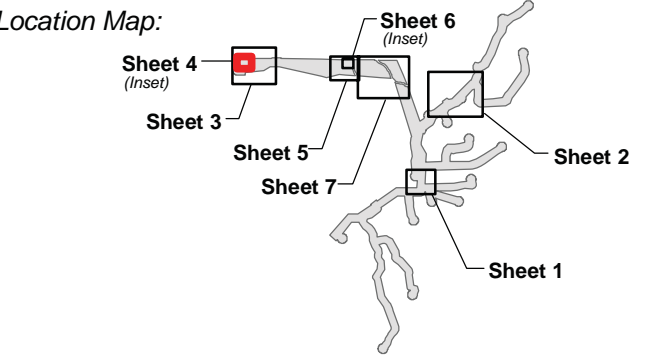 Location Map:
Sheet 6
(Inset)
Sheet 4
(Inset)
Sheet 3
Sheet 5
Sheet 2
Sheet 7
Sheet 1